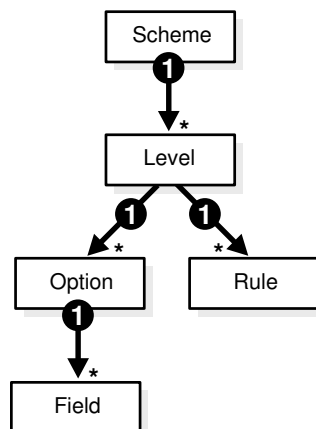 Scheme
1
*
Level
1 1
* *
Option Rule
1
*
Field